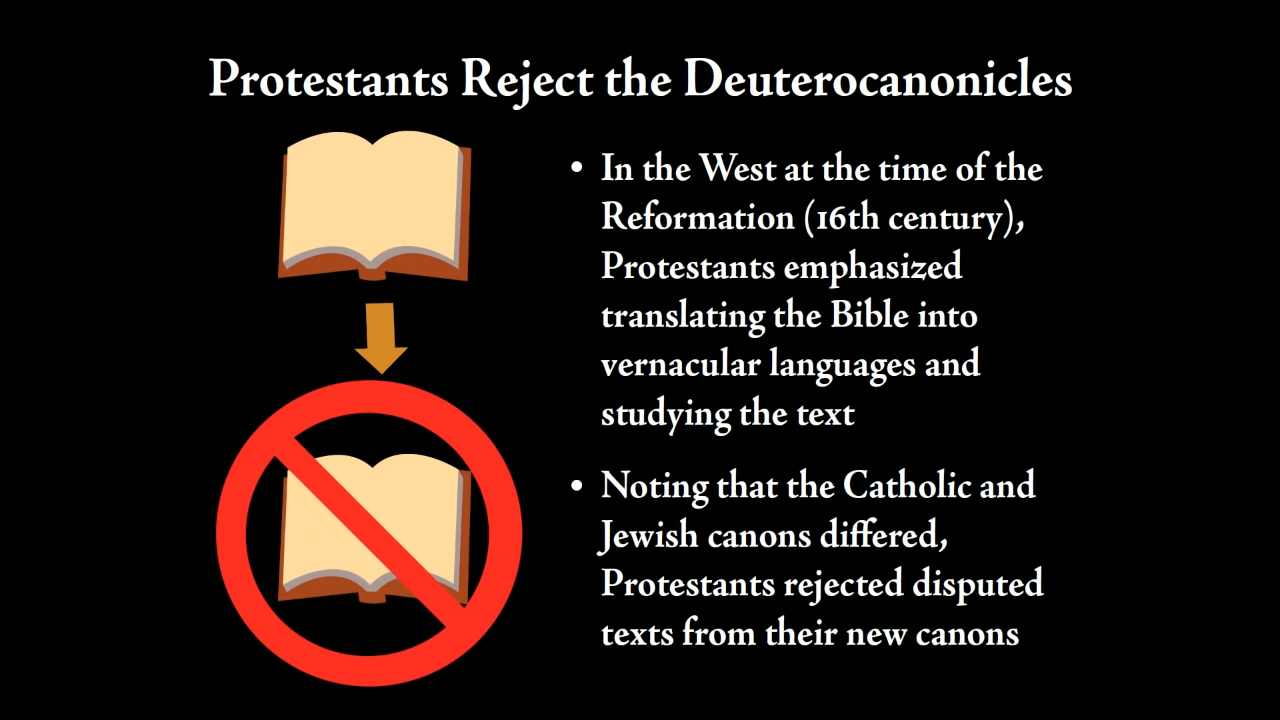 Protestants Reject the Deuterocanonicles
• In the West at the time of the
Reformation (16th century),
Protestants emphasized
translating the Bible into
vernacular languages and
studying the text
• Noting that the Catholic and
Jewish canons differed,
Protestants rejected disputed
texts from their new canons